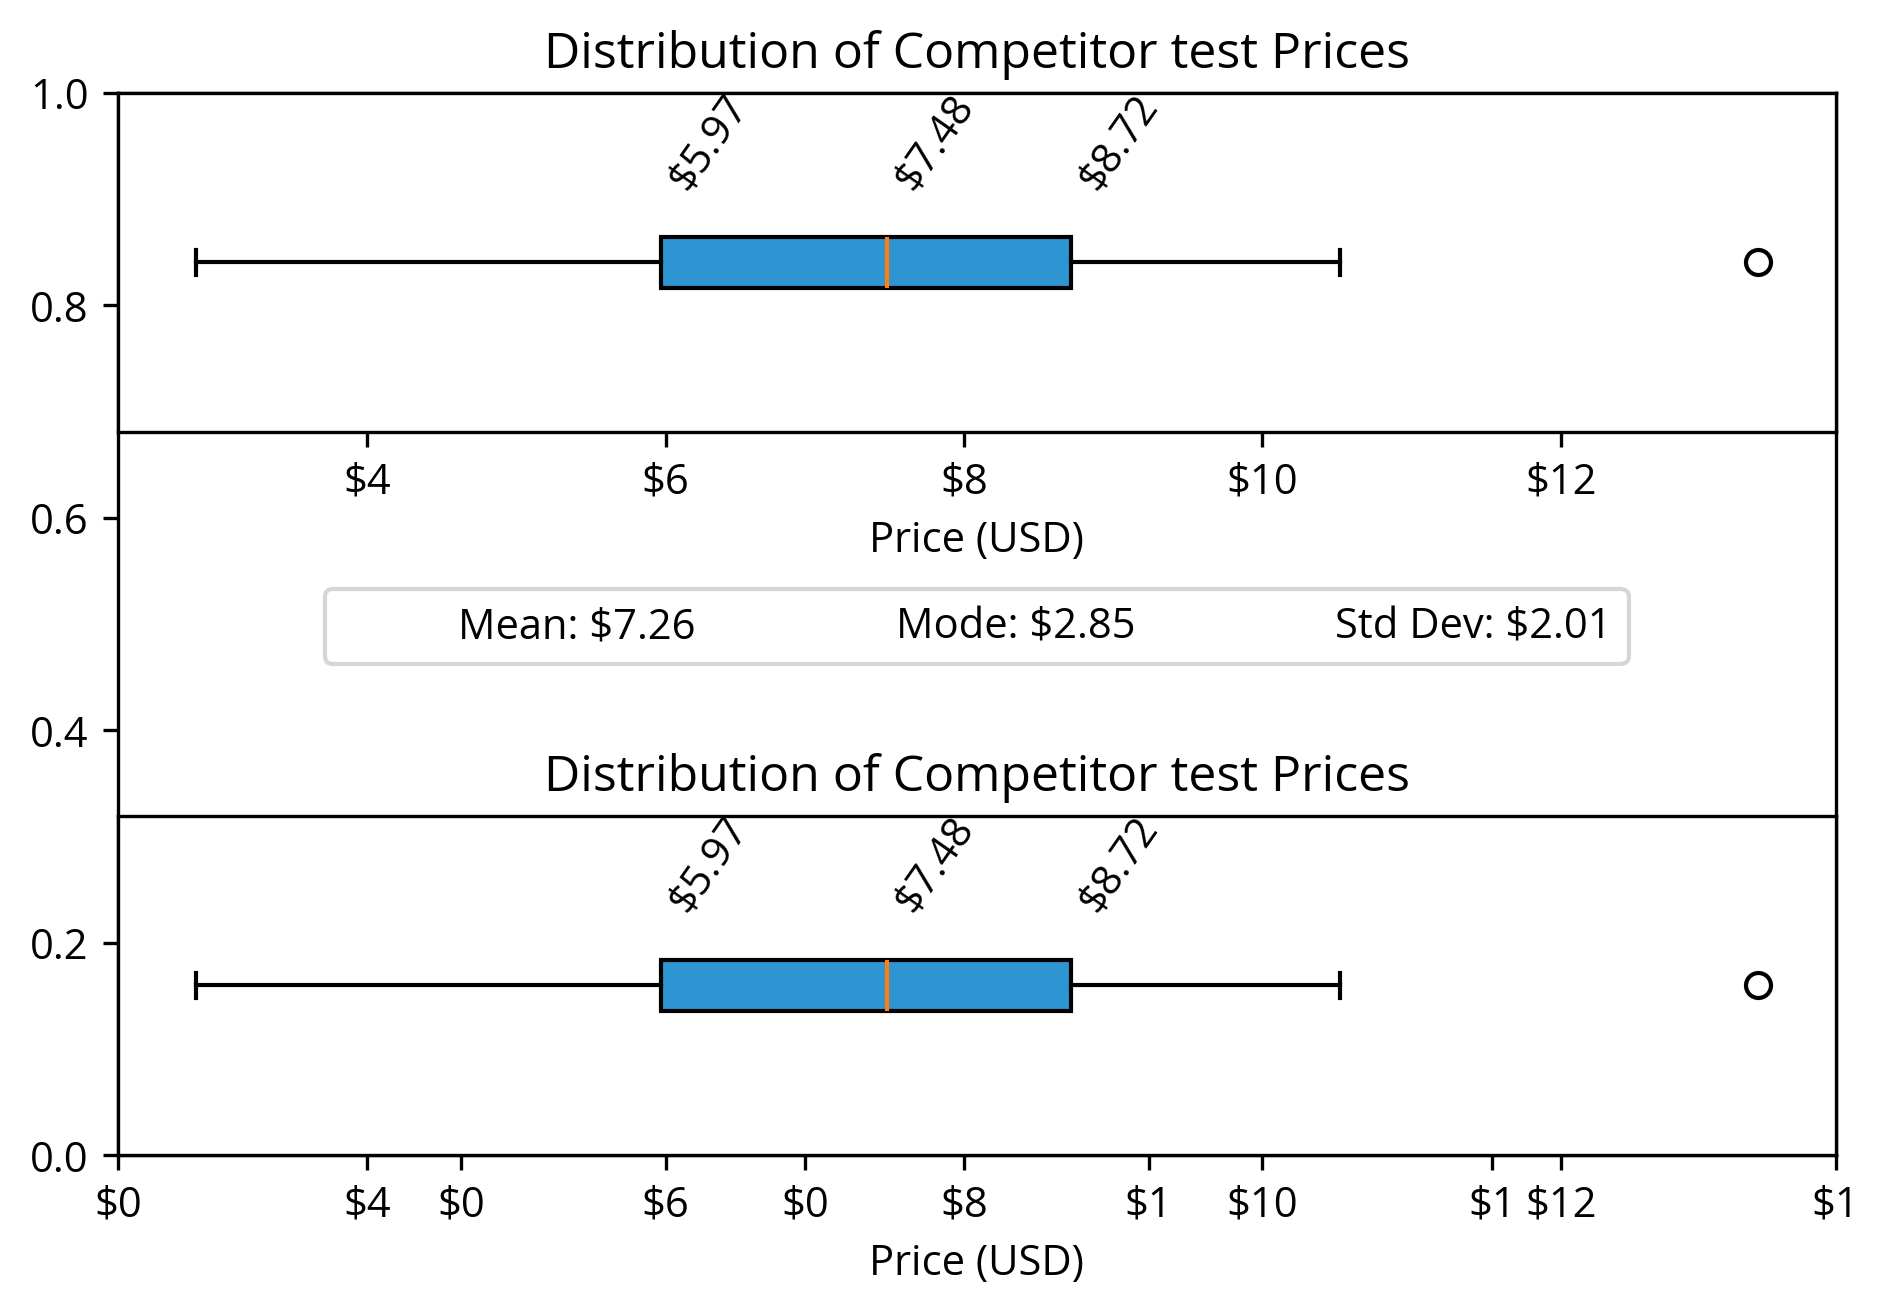 Distribution of Competitor test Prices
1.0
$5.97 $7.48 $8.72
0.8
$4 $6 $8 $10 $12
0.6
Price (USD)
Mean: $7.26 Mode: $2.85 Std Dev: $2.01
0.4
Distribution of Competitor test Prices
$5.97 $7.48 $8.72
0.2
0.0
$0 $4 $0 $6 $0 $8 $1 $10 $1 $12 $1
Price (USD)